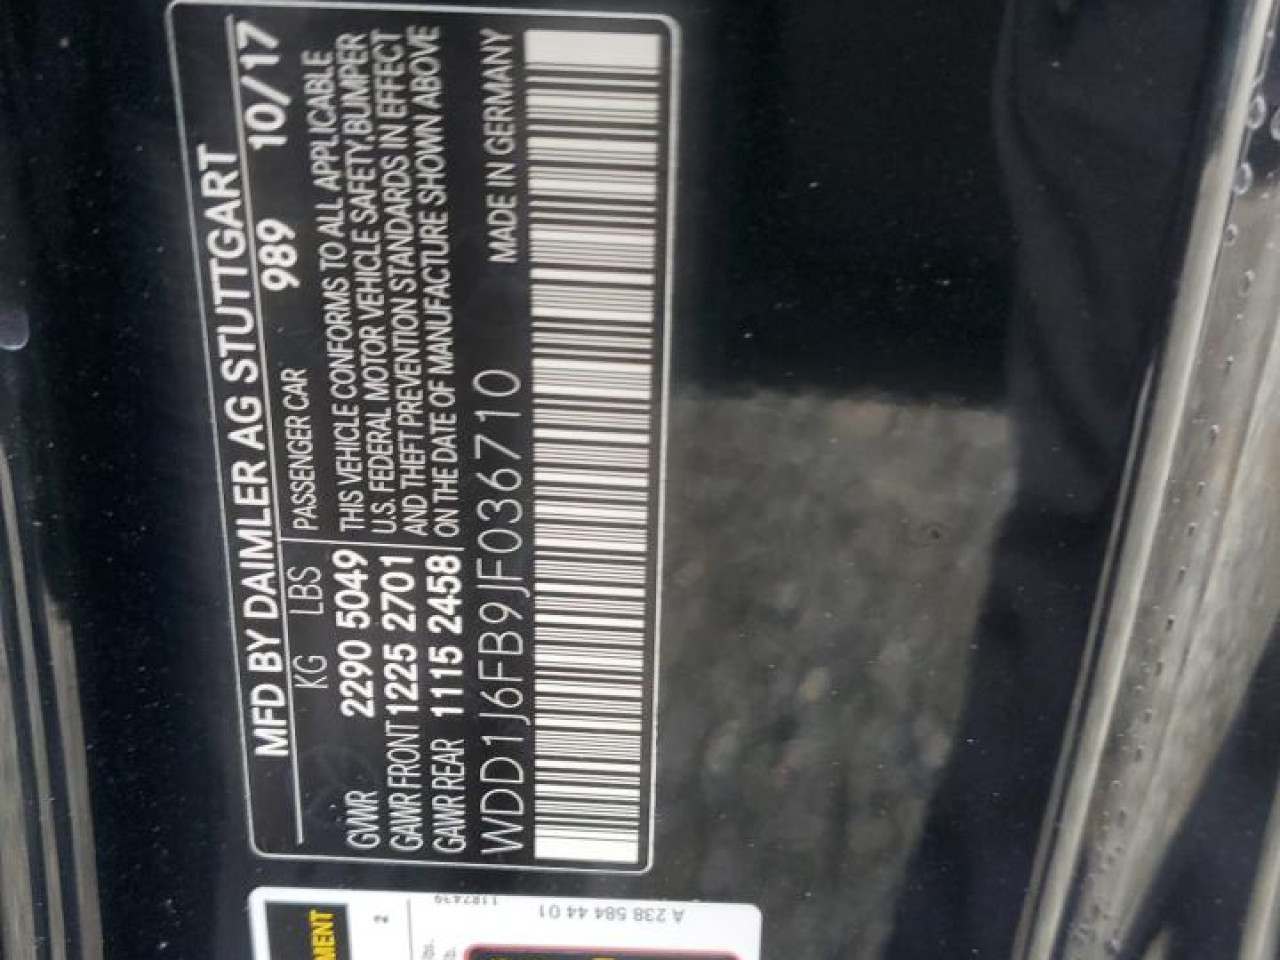 MFD BY DAIMLER AG STUTTGART
KG LBS PASSENGER CAR 989 10/17
GVWR 2290 5049
GAWR FRONT 1225 2701
GAWR REAR 1115 2458
THIS VEHICLE CONFORMS TO ALL APPLICABLE
U.S. FEDERAL MOTOR VEHICLE SAFETY,BUMPER
AND THEFT PREVENTION STANDARDS IN EFFECT
ON THE DATE OF MANUFACTURE SHOWN ABOVE
WDD1J6FB9JF036710 MADE IN GERMANY
MENT
2
A 238 584 44 01